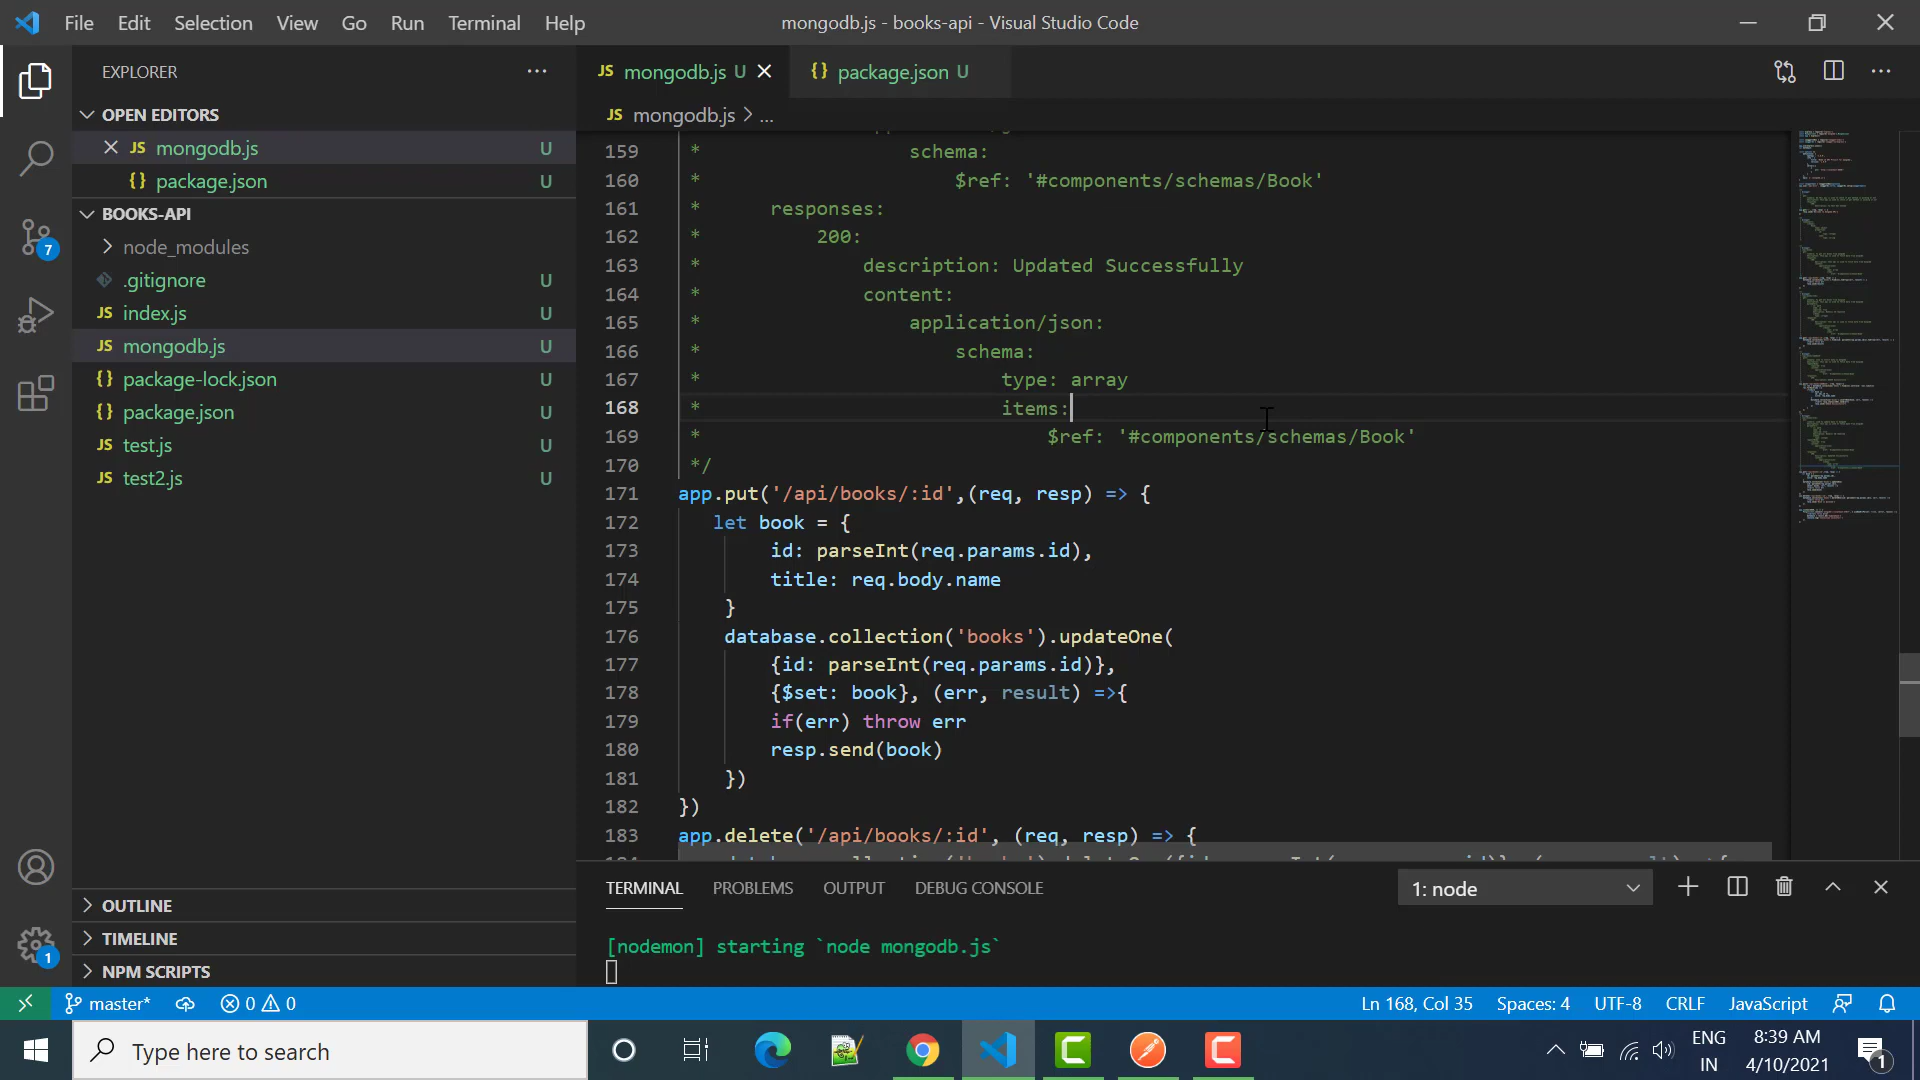 File Edit Selection View Go Run Terminal Help
mongodb.js - books-api - Visual Studio Code
EXPLORER
OPEN EDITORS
JS mongodb.js U
{} package.json U
BOOKS-API
node_modules
.gitignore U
JS index.js U
JS mongodb.js U
{} package-lock.json U
{} package.json U
JS test.js U
JS test2.js U
OUTLINE
TIMELINE
NPM SCRIPTS
7
1
JS mongodb.js U
{} package.json U
JS mongodb.js > ...
159 * schema:
160 * $ref: '#components/schemas/Book'
161 * responses:
162 * 200:
163 * description: Updated Successfully
164 * content:
165 * application/json:
166 * schema:
167 * type: array
168 * items:
169 * $ref: '#components/schemas/Book'
170 */
171 app.put('/api/books/:id',(req, resp) => {
172 let book = {
173 id: parseInt(req.params.id),
174 title: req.body.name
175 }
176 database.collection('books').updateOne(
177 {id: parseInt(req.params.id)},
178 {$set: book}, (err, result) =>{
179 if(err) throw err
180 resp.send(book)
181 })
182 })
183 app.delete('/api/books/:id', (req, resp) => {
TERMINAL PROBLEMS OUTPUT DEBUG CONSOLE 1: node
[nodemon] starting `node mongodb.js`
master* 0 0 Ln 168, Col 35 Spaces: 4 UTF-8 CRLF JavaScript
Type here to search
ENG
IN
8:39 AM
4/10/2021
1